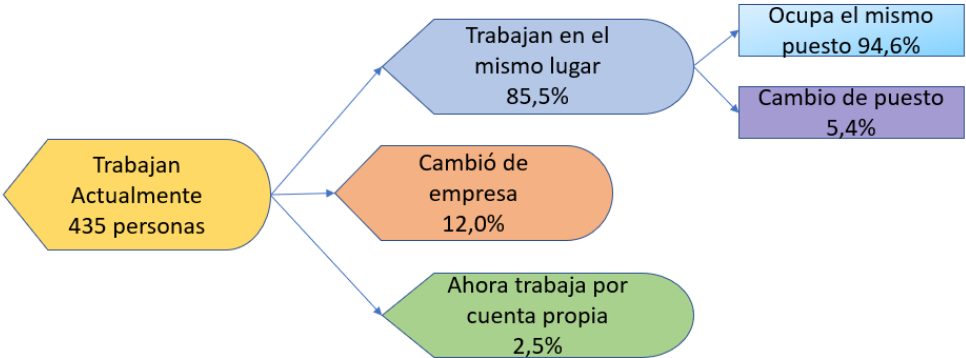 Trabajan
Actualmente
435 personas
Trabajan en el
mismo lugar
85,5%
Ocupa el mismo
puesto 94,6%
Cambio de puesto
5,4%
Cambió de
empresa
12,0%
Ahora trabaja por
cuenta propia
2,5%